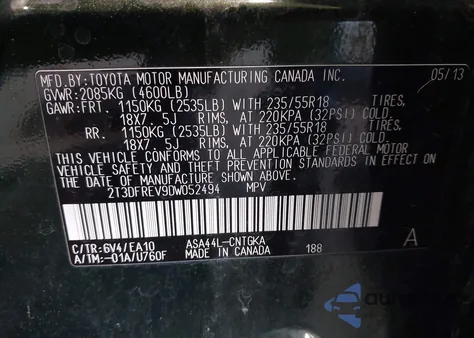 MFD. BY: TOYOTA MOTOR MANUFACTURING CANADA INC. 05/13
GVWR: 2085KG (4600LB)
GAWR: FRT. 1150KG (2535LB) WITH 235/55R18 TIRES,
18X7. 5J RIMS, AT 220KPA (32PSI) COLD
RR. 1150KG (2535LB) WITH 235/55R18 TIRES,
18X7. 5J RIMS, AT 220KPA (32PSI) COLD
THIS VEHICLE CONFORMS TO ALL APPLICABLE FEDERAL MOTOR
VEHICLE SAFETY AND THEFT PREVENTION STANDARDS IN EFFECT
ON THE DATE OF MANUFACTURE SHOWN ABOVE.
2T3DFREV9DW052494 MPV
C/TR: 6V4/EA10 ASA44L-CNTGKA A
A/TM: -01A/U760F MADE IN CANADA 188